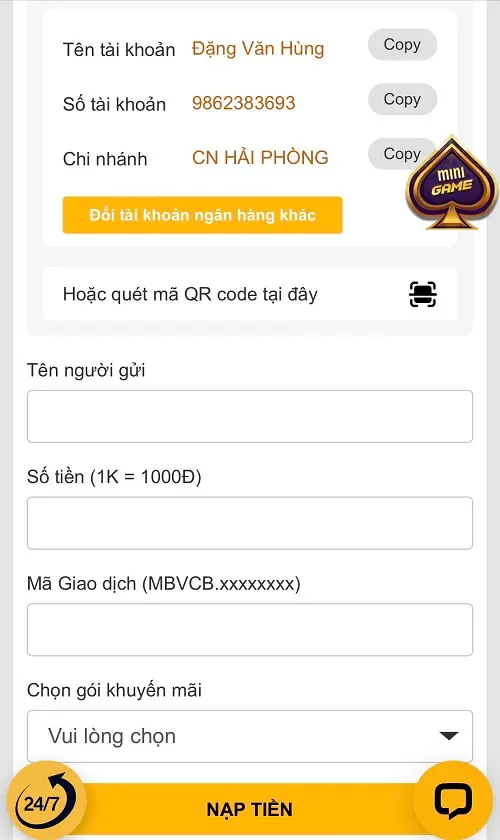 Tên tài khoản Đặng Văn Hùng Copy
Số tài khoản 9862383693 Copy
Chi nhánh CN HẢI PHÒNG Copy
mini
GAME
Đổi tài khoản ngân hàng khác
Hoặc quét mã QR code tại đây
Tên người gửi
Số tiền (1K = 1000Đ)
Mã Giao dịch (MBVCB.xxxxxxxx)
Chọn gói khuyến mãi
Vui lòng chọn
24/7
NẠP TIỀN